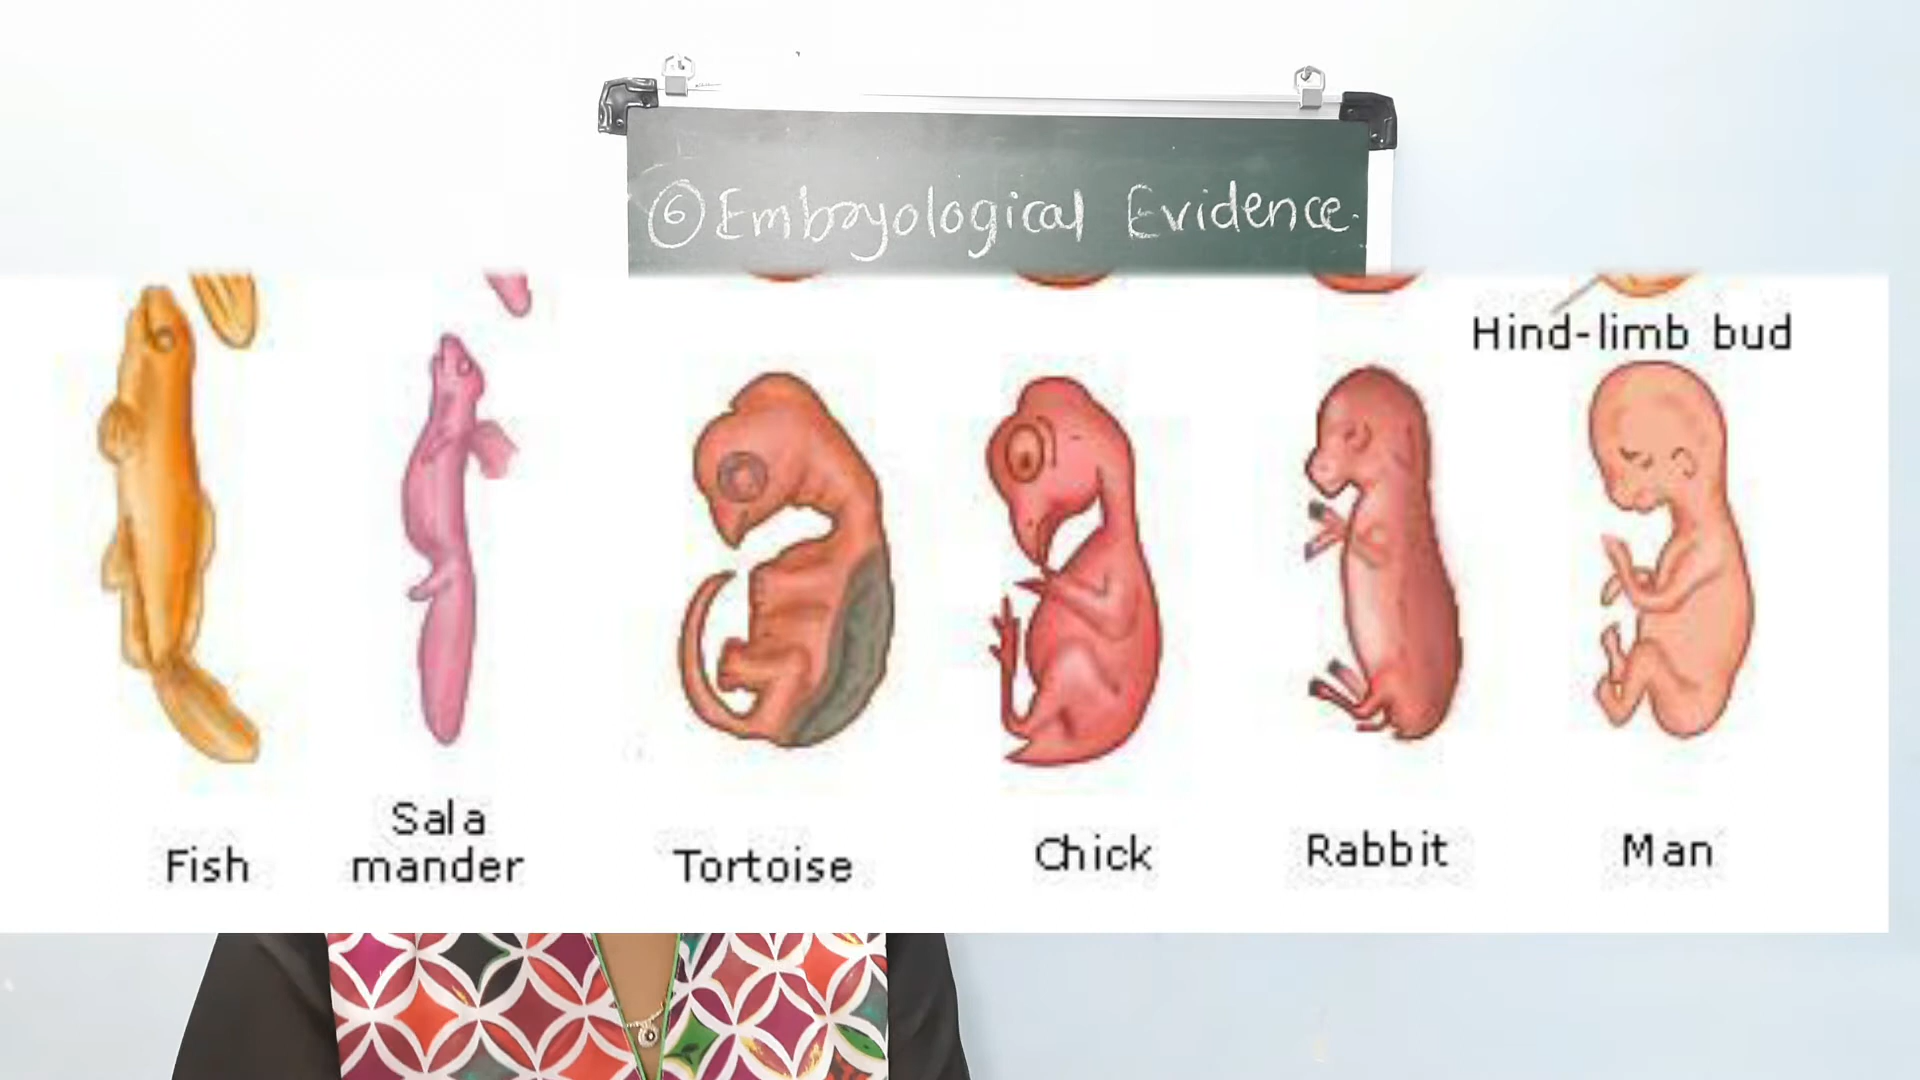 6 Embryological Evidence.
Hind-limb bud
Fish
Sala
mander
Tortoise
Chick
Rabbit
Man